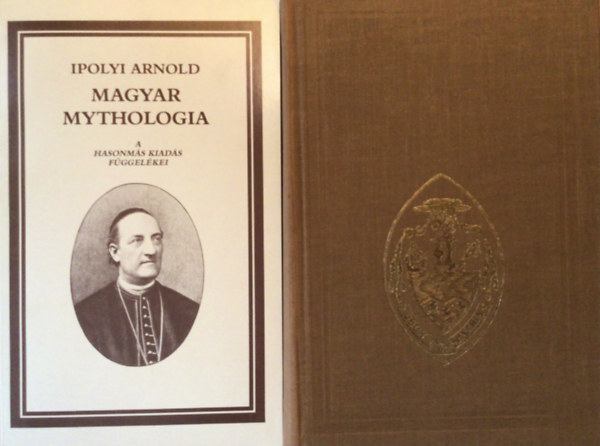 IPOLYI ARNOLD
MAGYAR
MYTHOLOGIA
A
HASONMÁS KIADÁS
FÜGGELÉKEI